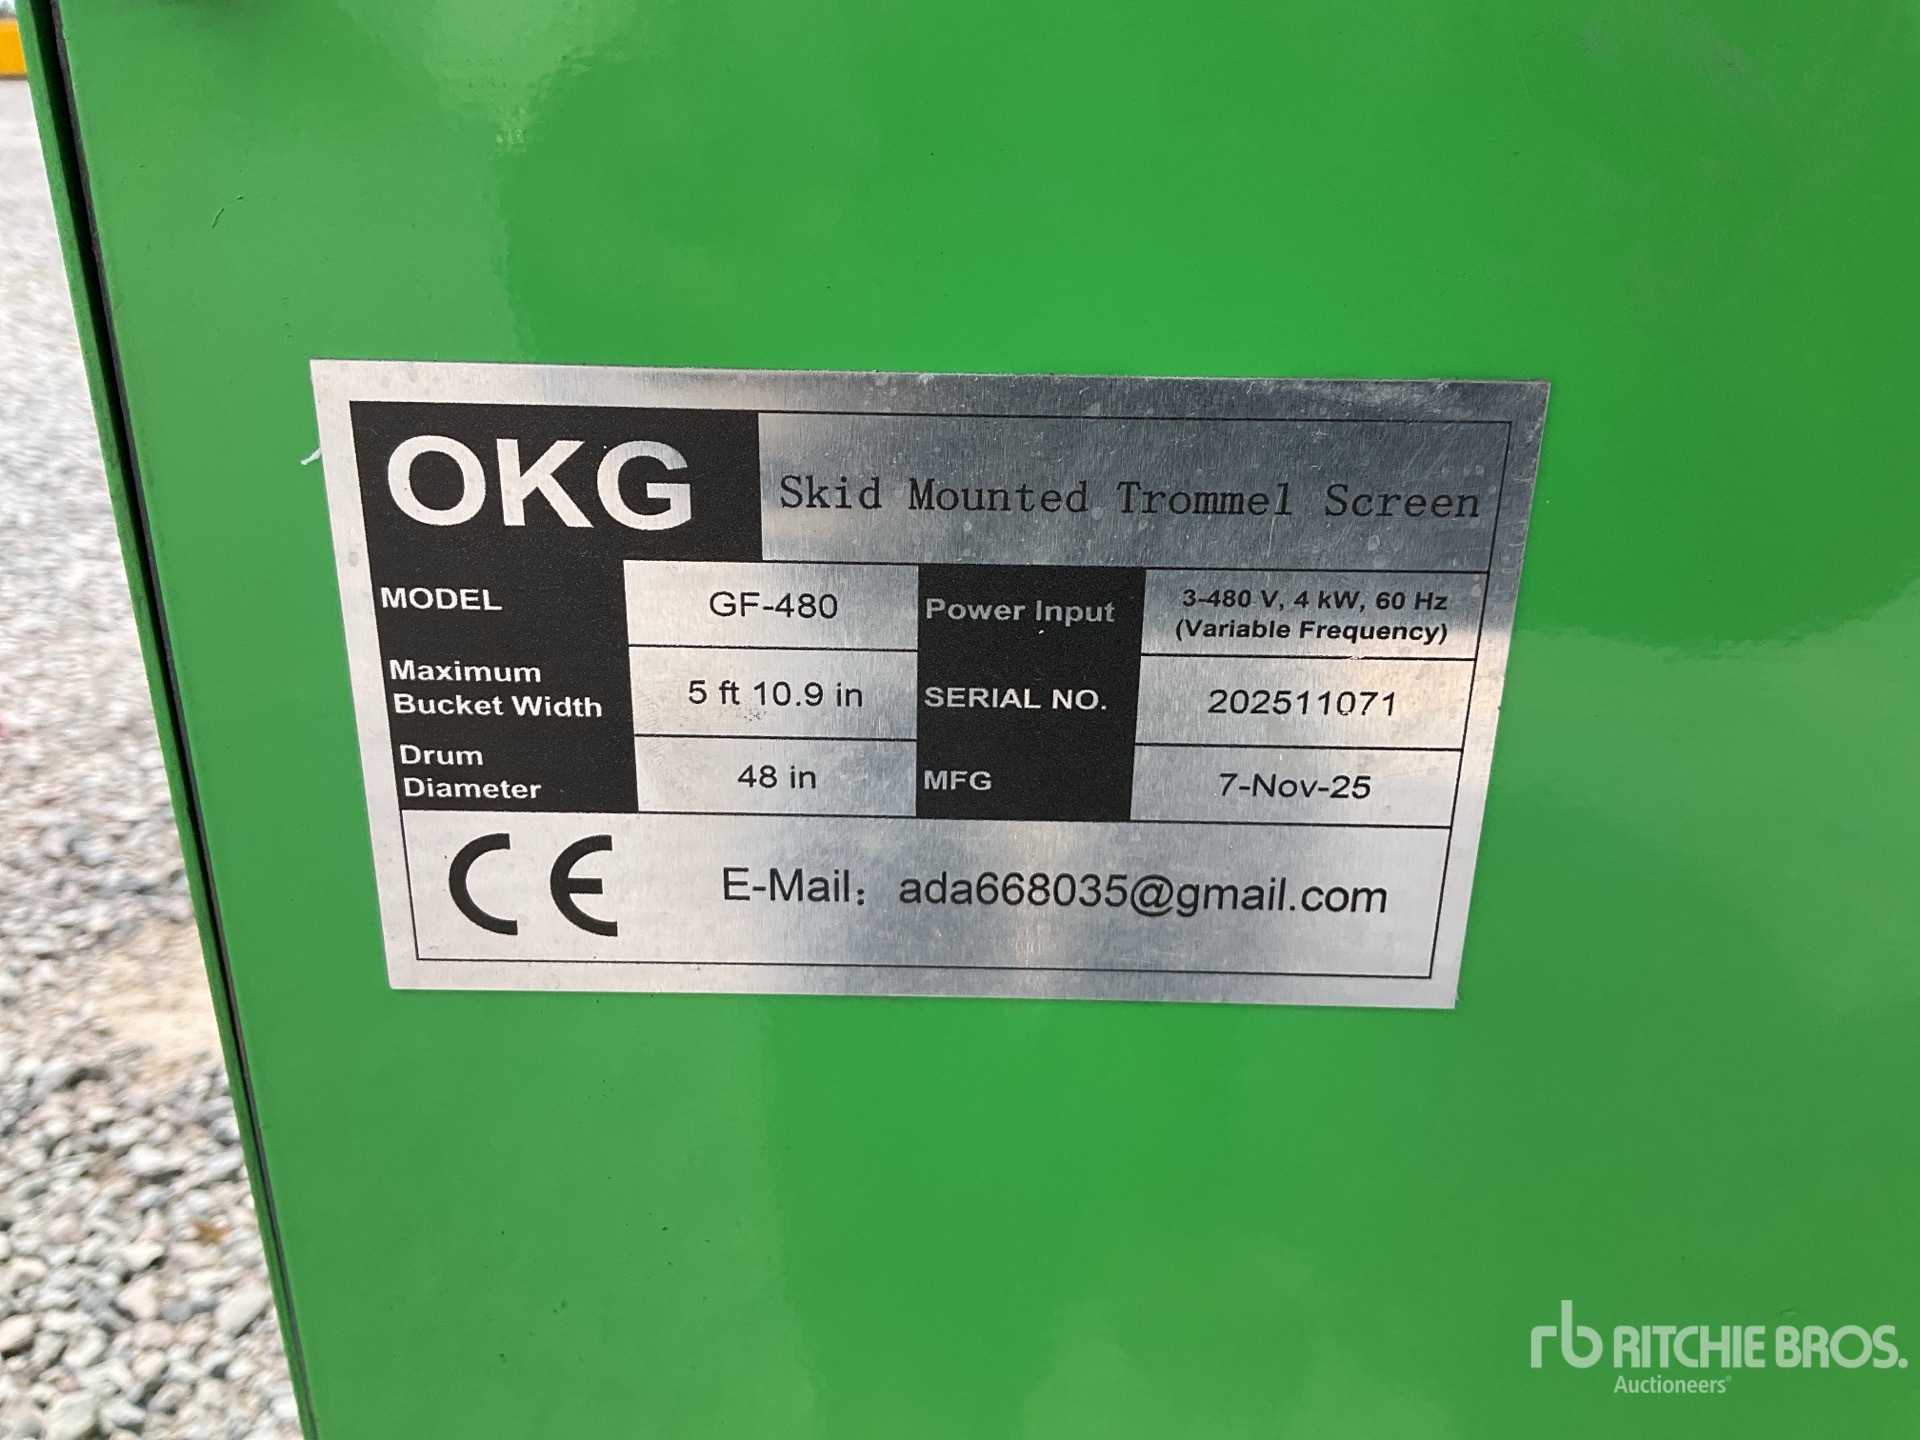 OKG Skid Mounted Trommel Screen
MODEL GF-480 Power Input 3-480 V, 4 kW, 60 Hz
(Variable Frequency)
Maximum
Bucket Width 5 ft 10.9 in SERIAL NO. 202511071
Drum
Diameter 48 in MFG 7-Nov-25
CE E-Mail: ada668035@gmail.com
rb RITCHIE BROS.
Auctioneers